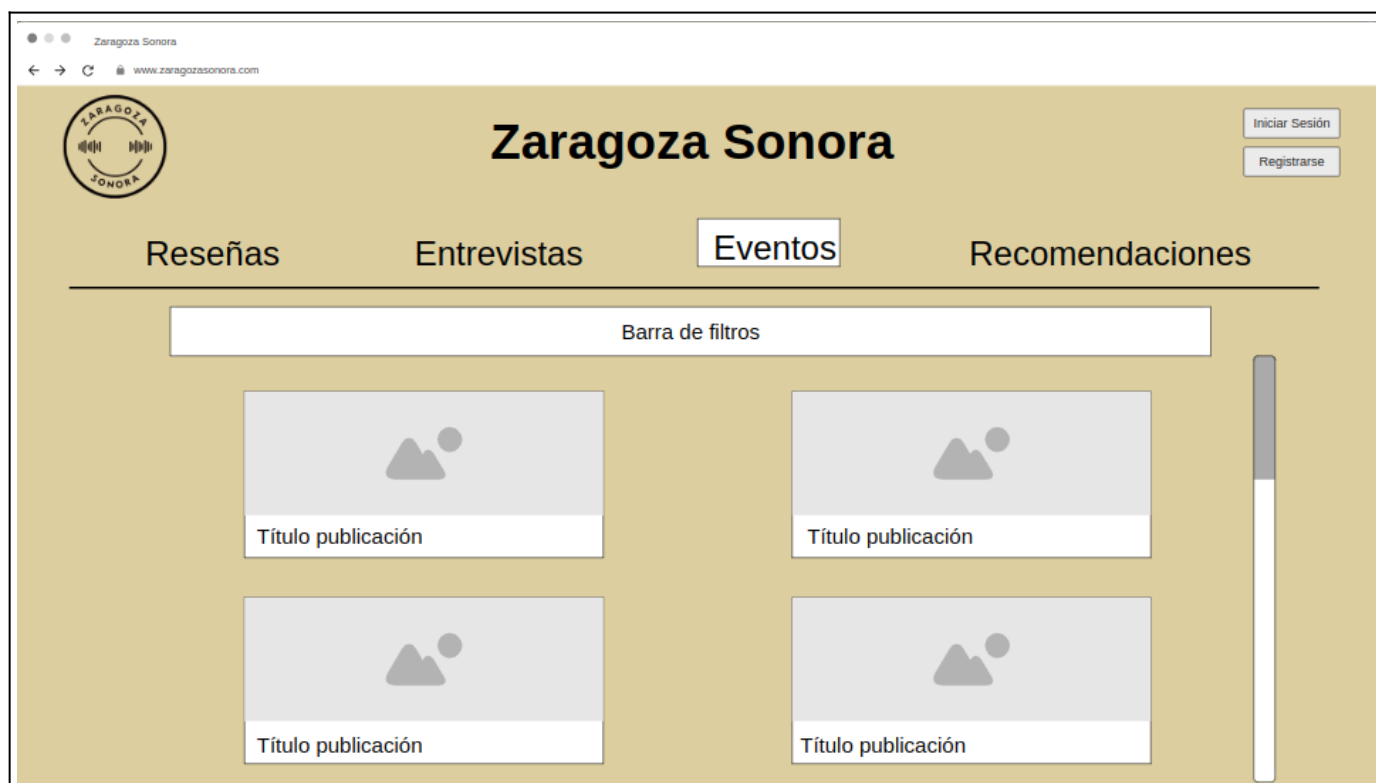 Zaragoza Sonora
www.zaragozasonora.com
ZARAGOZA
SONORA
Zaragoza Sonora
Iniciar Sesión
Registrarse
Reseñas Entrevistas Eventos Recomendaciones
Barra de filtros
Título publicación Título publicación
Título publicación Título publicación